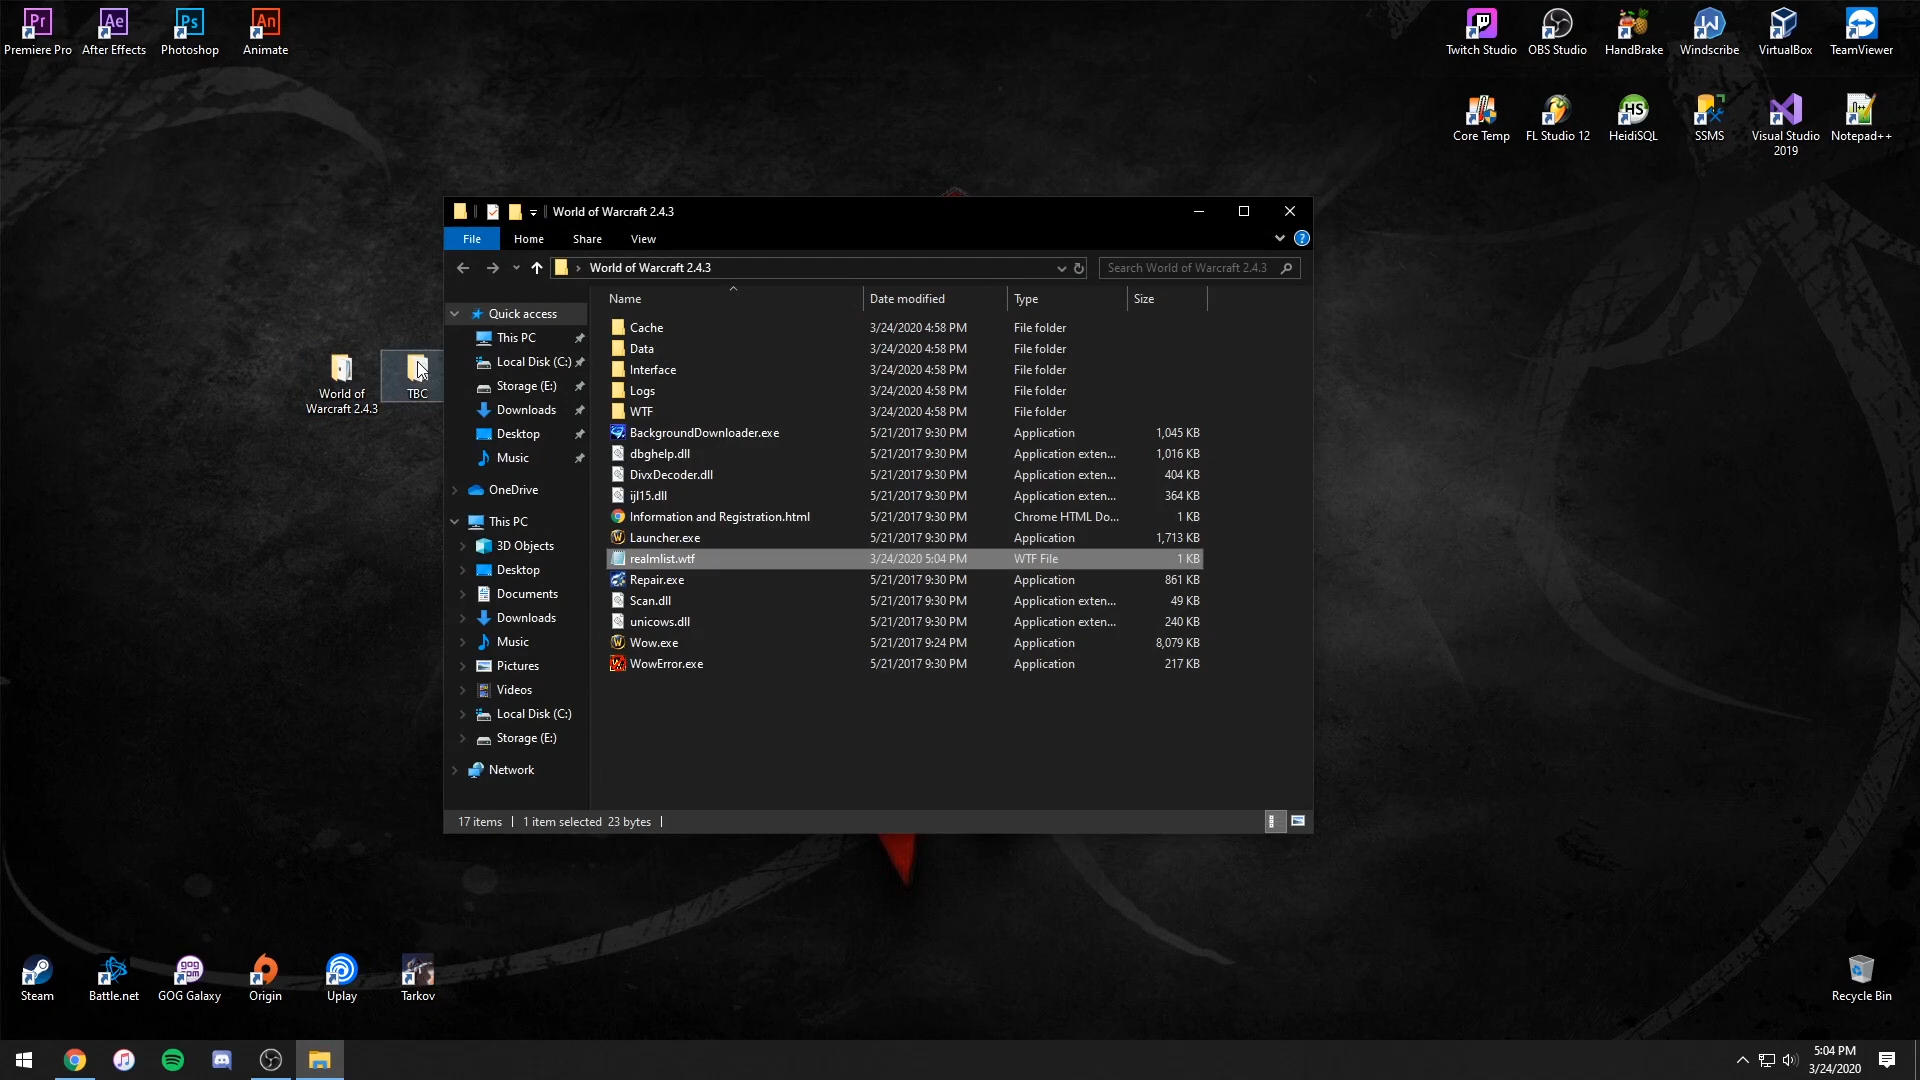 Premiere Pro
After Effects
Photoshop
Animate
Twitch Studio
OBS Studio
HandBrake
Windscribe
VirtualBox
TeamViewer
Core Temp
FL Studio 12
HeidiSQL
SSMS
Visual Studio
2019
Notepad++
World of
Warcraft 2.4.3
TBC
World of Warcraft 2.4.3
File Home Share View
World of Warcraft 2.4.3
Search World of Warcraft 2.4.3
Quick access
This PC
Local Disk (C:)
Storage (E:)
Downloads
Desktop
Music
OneDrive
This PC
3D Objects
Desktop
Documents
Downloads
Music
Pictures
Videos
Local Disk (C:)
Storage (E:)
Network
Name Date modified Type Size
Cache 3/24/2020 4:58 PM File folder
Data 3/24/2020 4:58 PM File folder
Interface 3/24/2020 4:58 PM File folder
Logs 3/24/2020 4:58 PM File folder
WTF 3/24/2020 4:58 PM File folder
BackgroundDownloader.exe 5/21/2017 9:30 PM Application 1,045 KB
dbghelp.dll 5/21/2017 9:30 PM Application exten... 1,016 KB
DivxDecoder.dll 5/21/2017 9:30 PM Application exten... 404 KB
ijl15.dll 5/21/2017 9:30 PM Application exten... 364 KB
Information and Registration.html 5/21/2017 9:30 PM Chrome HTML Do... 1 KB
Launcher.exe 5/21/2017 9:30 PM Application 1,713 KB
realmlist.wtf 3/24/2020 5:04 PM WTF File 1 KB
Repair.exe 5/21/2017 9:30 PM Application 861 KB
Scan.dll 5/21/2017 9:30 PM Application exten... 49 KB
unicows.dll 5/21/2017 9:30 PM Application exten... 240 KB
Wow.exe 5/21/2017 9:24 PM Application 8,079 KB
WowError.exe 5/21/2017 9:30 PM Application 217 KB
17 items 1 item selected 23 bytes
Steam
Battle.net
GOG Galaxy
Origin
Uplay
Tarkov
Recycle Bin
5:04 PM
3/24/2020